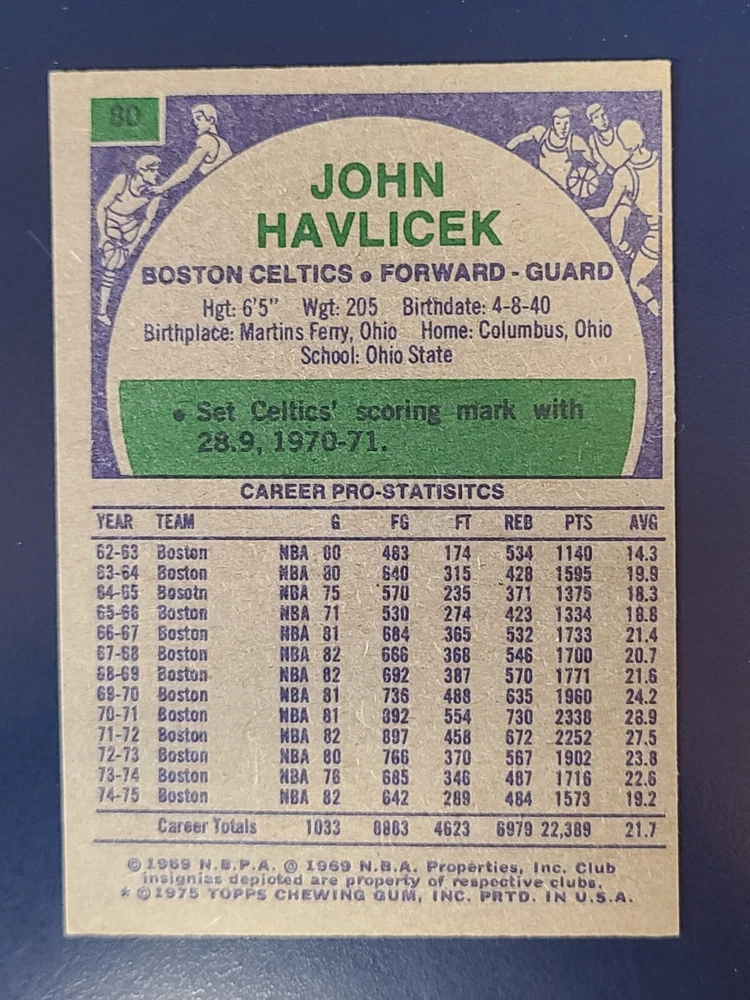 80
JOHN
HAVLICEK
BOSTON CELTICS • FORWARD - GUARD
Hgt: 6'5" Wgt: 205 Birthdate: 4-8-40
Birthplace: Martins Ferry, Ohio Home: Columbus, Ohio
School: Ohio State
• Set Celtics' scoring mark with
28.9, 1970-71.
CAREER PRO-STATISITCS
YEAR TEAM G FG FT REB PTS AVG
62-63 Boston NBA 80 483 174 534 1140 14.3
63-64 Boston NBA 80 640 315 428 1595 19.9
64-65 Bosotn NBA 75 570 235 371 1375 18.3
65-66 Boston NBA 71 530 274 423 1334 18.8
66-67 Boston NBA 81 684 365 532 1733 21.4
67-68 Boston NBA 82 666 368 546 1700 20.7
68-69 Boston NBA 82 692 387 570 1771 21.6
69-70 Boston NBA 81 736 488 635 1960 24.2
70-71 Boston NBA 81 892 554 730 2338 28.9
71-72 Boston NBA 82 897 458 672 2252 27.5
72-73 Boston NBA 80 766 370 567 1902 23.8
73-74 Boston NBA 76 685 346 487 1716 22.6
74-75 Boston NBA 82 642 289 484 1573 19.2
Career Totals 1033 8883 4623 6979 22,389 21.7
© 1969 N.B.P.A. © 1969 N.B.A. Properties, Inc. Club
insignias depicted are property of respective clubs.
* © 1975 TOPPS CHEWING GUM, INC. PRTD. IN U.S.A.